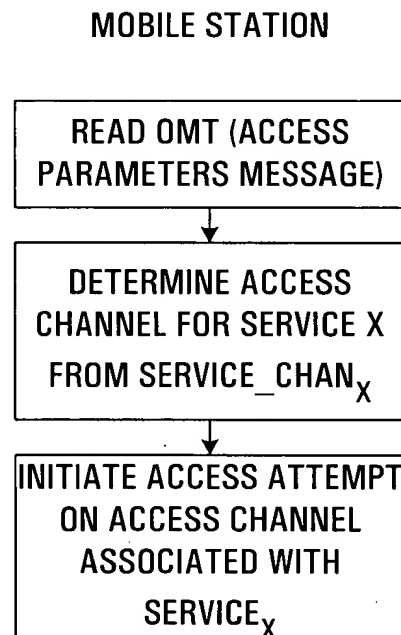 MOBILE STATION
READ OMT (ACCESS
PARAMETERS MESSAGE)
DETERMINE ACCESS
CHANNEL FOR SERVICE X
FROM SERVICE_CHANX
INITIATE ACCESS ATTEMPT
ON ACCESS CHANNEL
ASSOCIATED WITH
SERVICEX